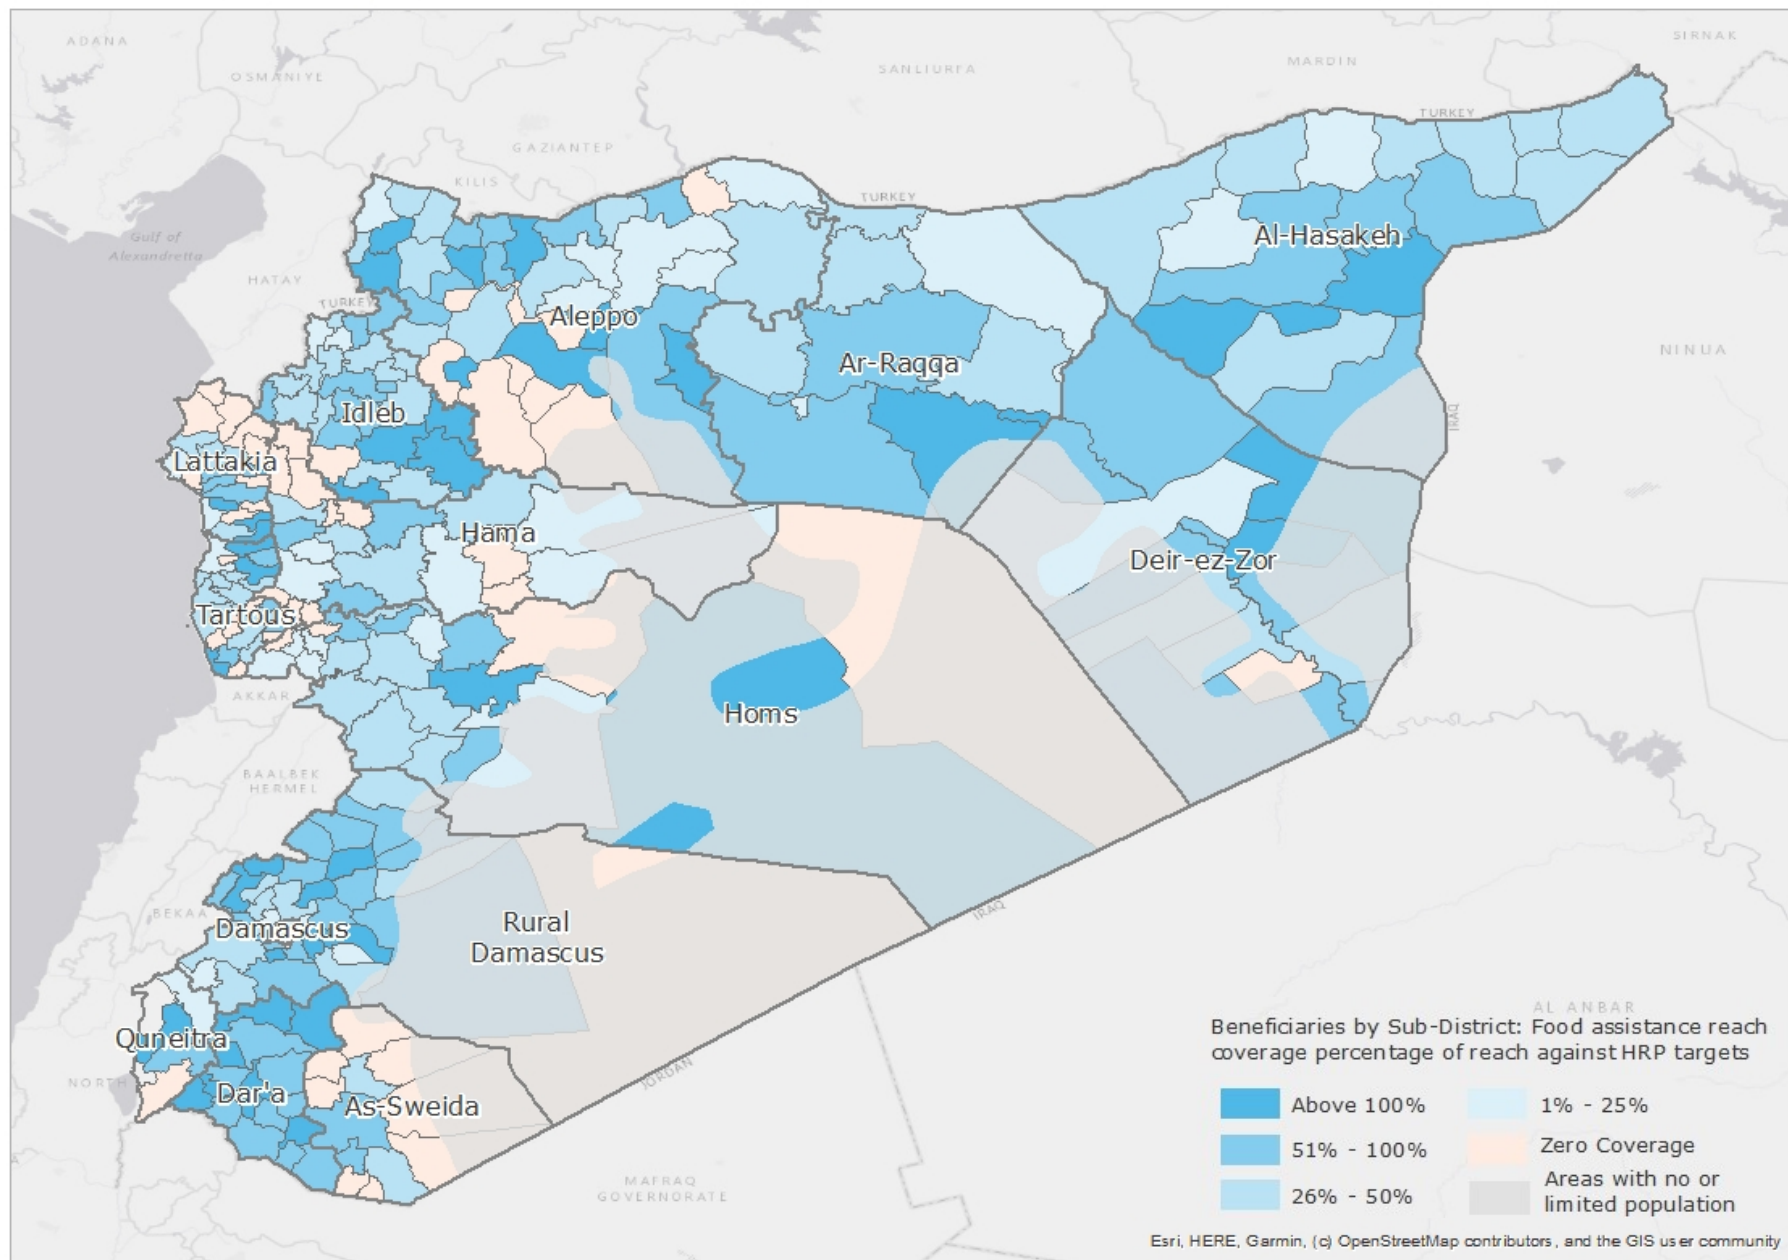 ADANA
SIRNAK
OSMANIYE
SANLIURFA
MARDIN
TURKEY
GAZIANTEP
KILIS
TURKEY
Gulf of
Alexandretta
Al-Hasakeh
HATAY
TURKEY
Aleppo
NINUA
Ar-Raqqa
Idleb
IRAQ
Lattakia
Hama
Deir-ez-Zor
Tartous
AKKAR
Homs
BAALBEK
HERMEL
BEKAA
Damascus
Rural
Damascus
IRAQ
AL ANBAR
Quneitra
JORDAN
NORTH
Dar'a
As-Sweida
MAFRAQ
GOVERNORATE
Beneficiaries by Sub-District: Food assistance reach
coverage percentage of reach against HRP targets
Above 100%
1% - 25%
51% - 100%
Zero Coverage
26% - 50%
Areas with no or
limited population
Esri, HERE, Garmin, (c) OpenStreetMap contributors, and the GIS user community